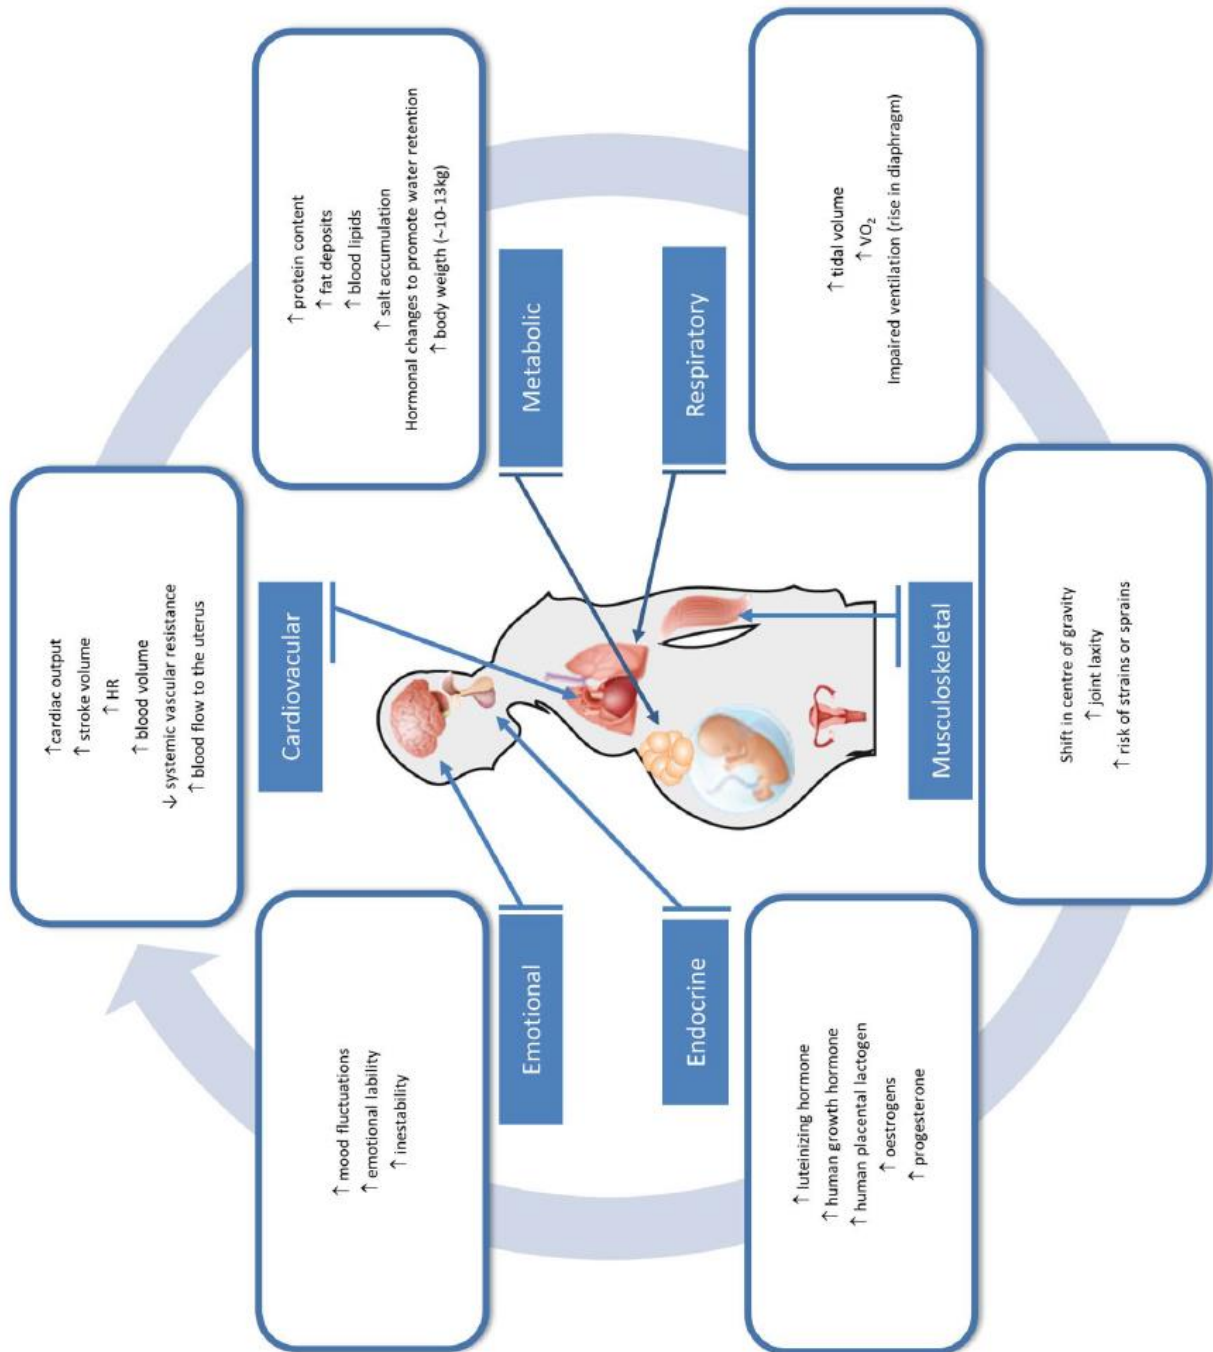 ↑cardiac output
↑ stroke volume
↑ HR
↑ blood volume
↓ systemic vascular resistance
↑ blood flow to the uterus
Cardiovacular
↑ protein content
↑ fat deposits
↑ blood lipids
↑ salt accumulation
Hormonal changes to promote water retention
↑ body weigth (~10-13kg)
Metabolic
↑ tidal volume
↑ VO₂
Impaired ventilation (rise in diaphragm)
Respiratory
Shift in centre of gravity
↑ joint laxity
↑ risk of strains or sprains
Musculoskeletal
↑ luteinizing hormone
↑ human growth hormone
↑ human placental lactogen
↑ oestrogens
↑ progesterone
Endocrine
↑ mood fluctuations
↑ emotional lability
↑ inestability
Emotional